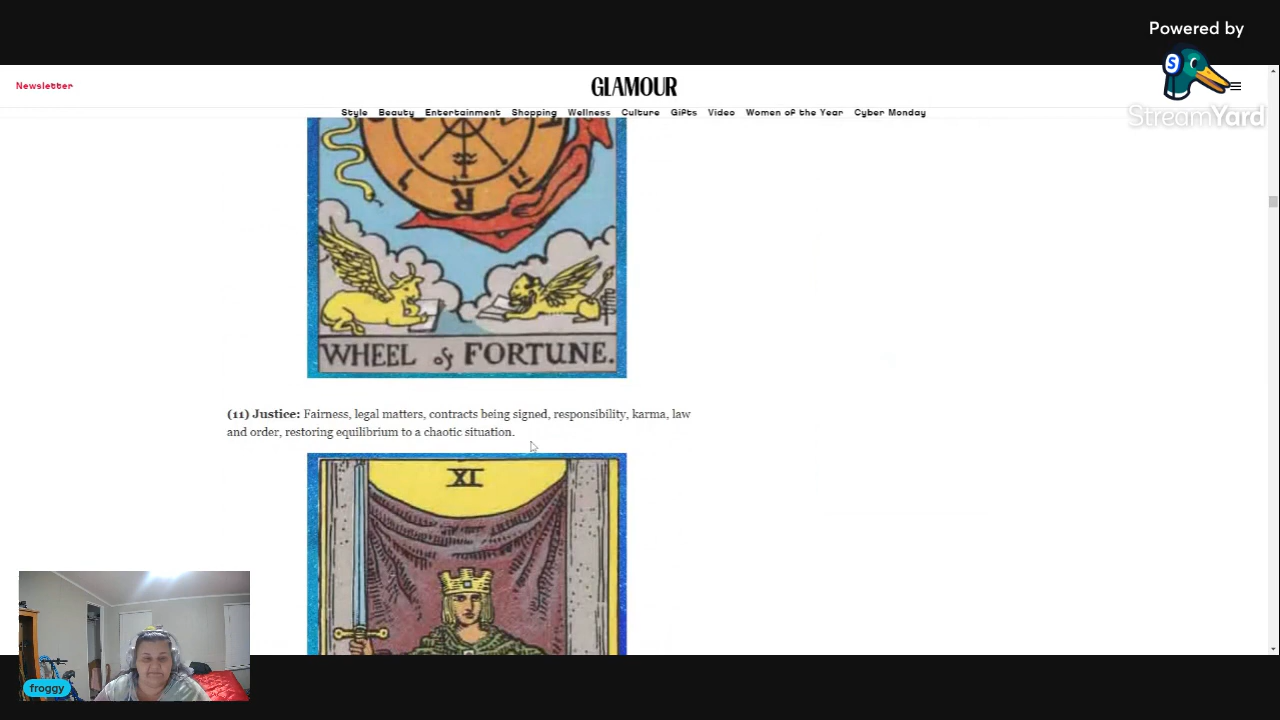 Powered by
S
StreamYard
Newsletter
GLAMOUR
Style Beauty Entertainment Shopping Wellness Culture Gifts Video Women of the Year Cyber Monday
R
WHEEL of FORTUNE.
(11) Justice: Fairness, legal matters, contracts being signed, responsibility, karma, law
and order, restoring equilibrium to a chaotic situation.
XI
froggy